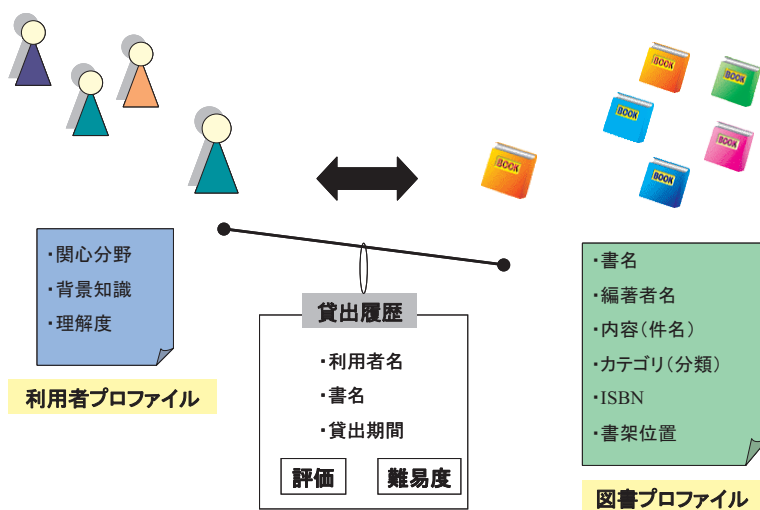 BOOK
BOOK
BOOK
BOOK
BOOK
BOOK
・関心分野
・背景知識
・理解度
利用者プロファイル
貸出履歴
・利用者名
・書名
・貸出期間
評価
難易度
・書名
・編著者名
・内容(件名)
・カテゴリ(分類)
・ISBN
・書架位置
図書プロファイル